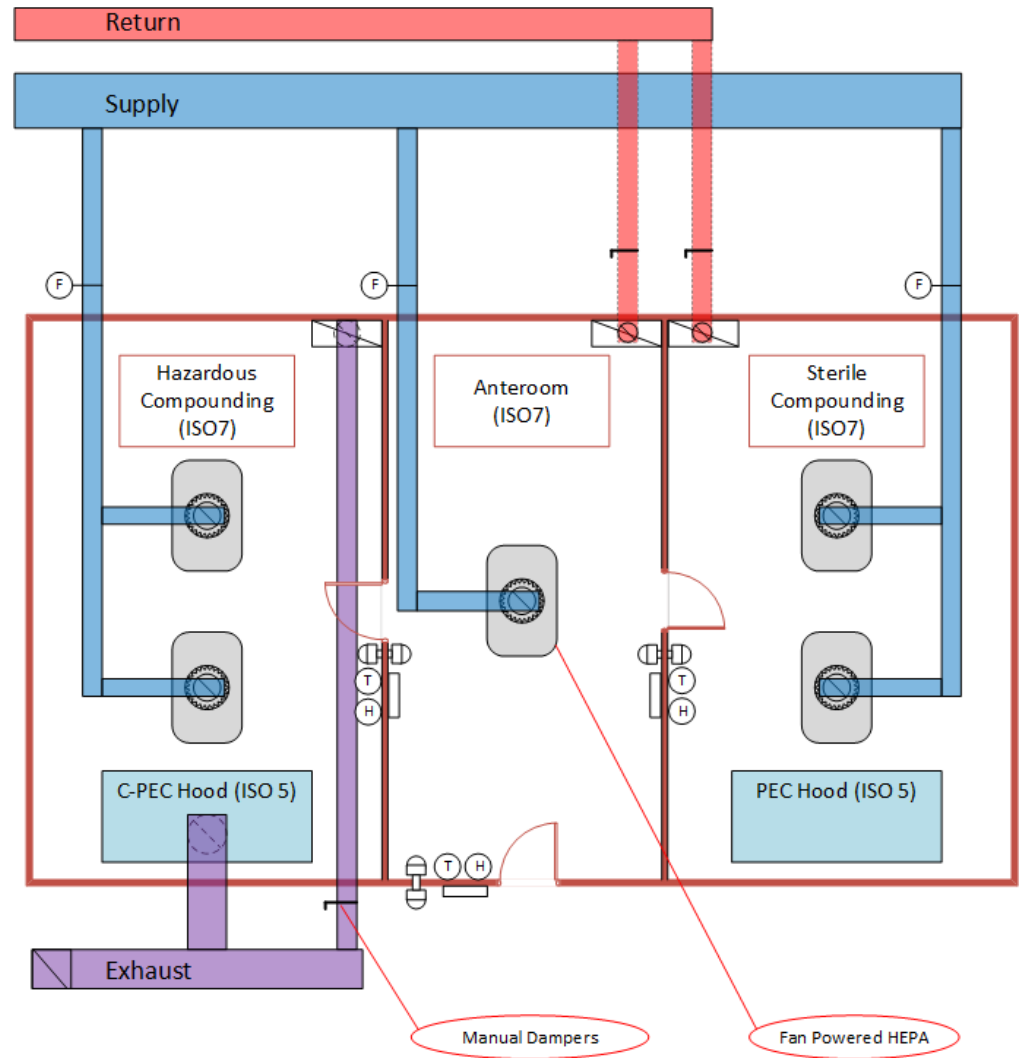 Return
Supply
F
F
F
Hazardous
Compounding
(ISO7)
Anteroom
(ISO7)
Sterile
Compounding
(ISO7)
T
H
T
H
C-PEC Hood (ISO 5)
PEC Hood (ISO 5)
T H
Exhaust
Manual Dampers
Fan Powered HEPA